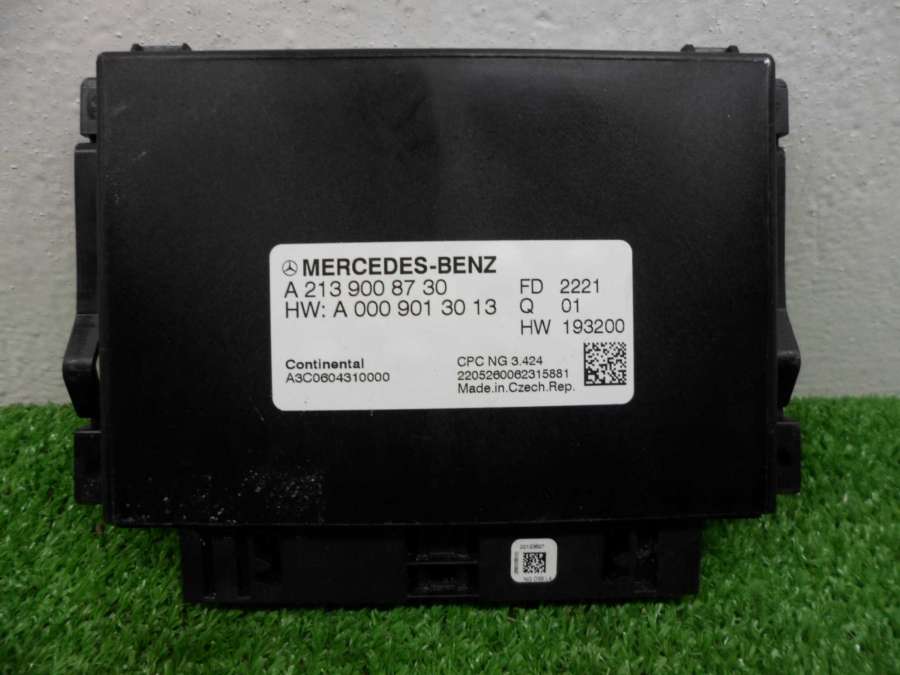 MERCEDES-BENZ
A 213 900 87 30
HW: A 000 901 30 13
FD 2221
Q 01
HW 193200
Continental
A3C0604310000
CPC NG 3.424
2205260062315881
Made.in.Czech.Rep.